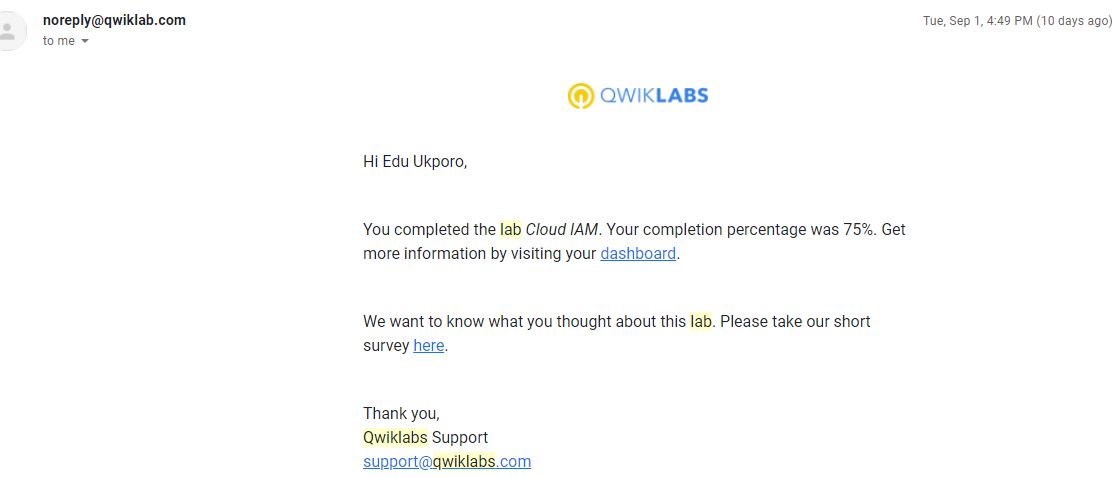 noreply@qwiklab.com
Tue, Sep 1, 4:49 PM (10 days ago)
to me
QWIKLABS
Hi Edu Ukporo,
You completed the lab Cloud IAM. Your completion percentage was 75%. Get
more information by visiting your dashboard.
We want to know what you thought about this lab. Please take our short
survey here.
Thank you,
Qwiklabs Support
support@qwiklabs.com